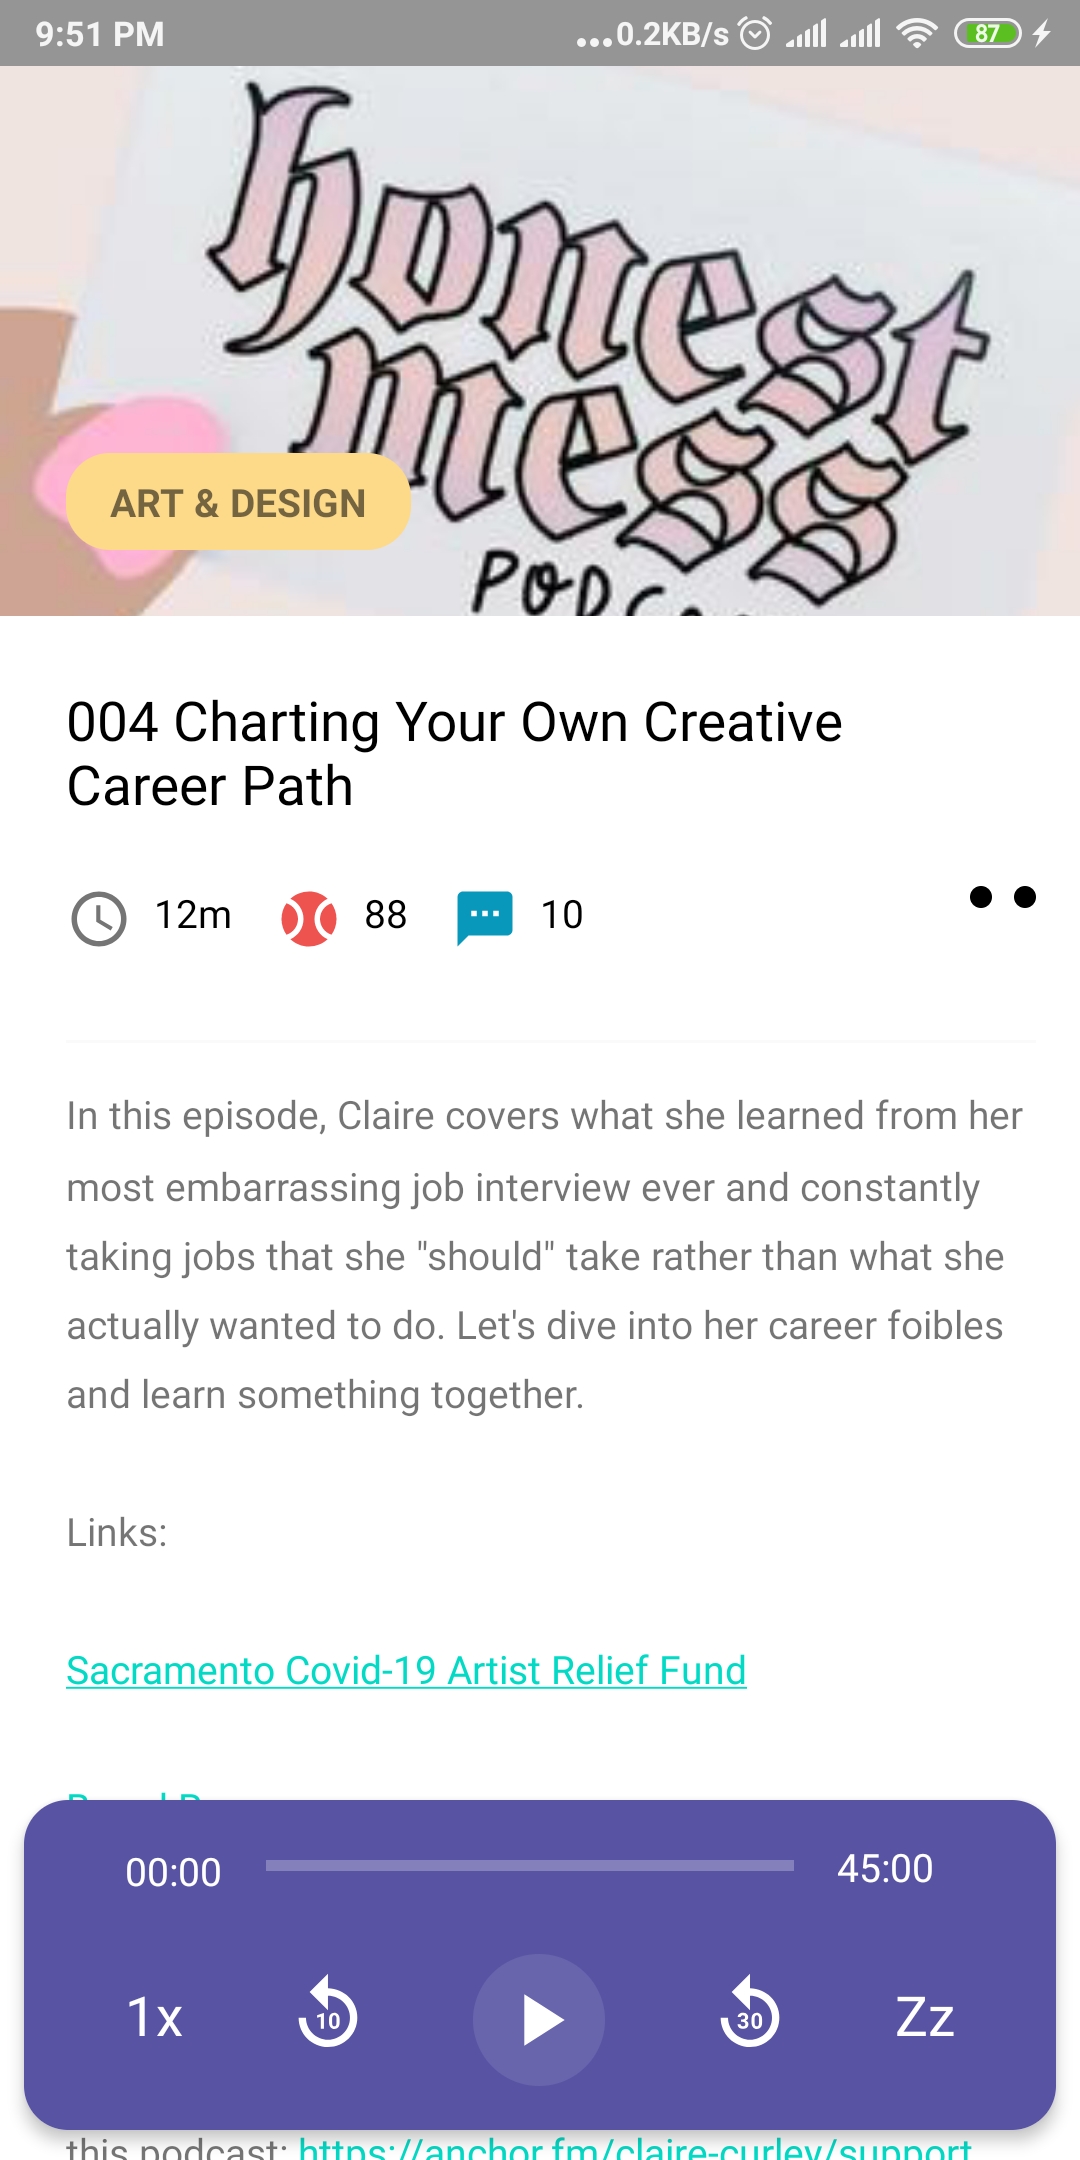 9:51 PM
...0.2KB/s
87
honest
mess
ART & DESIGN
004 Charting Your Own Creative
Career Path
12m
88
10
In this episode, Claire covers what she learned from her
most embarrassing job interview ever and constantly
taking jobs that she "should" take rather than what she
actually wanted to do. Let's dive into her career foibles
and learn something together.
Links:
Sacramento Covid-19 Artist Relief Fund
00:00
45:00
1x
10
30
Zz
this podcast: https://anchor.fm/claire-curley/support